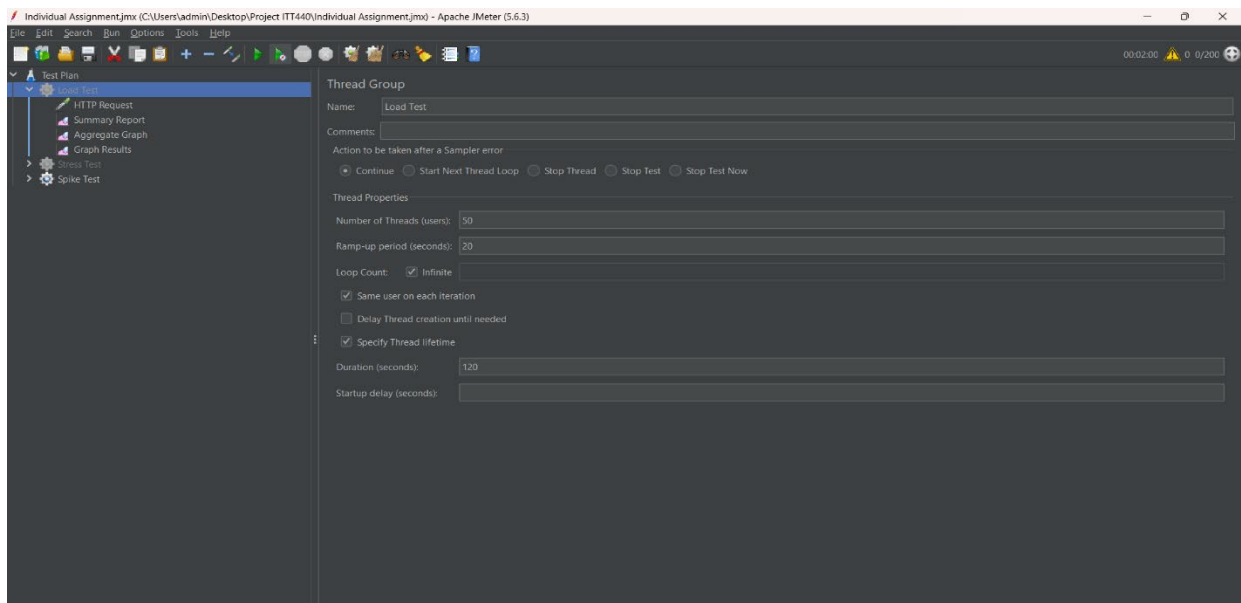 Individual Assignment.jmx (C:\Users\admin\Desktop\Project ITT440\Individual Assignment.jmx) - Apache JMeter (5.6.3)
File Edit Search Run Options Tools Help
00:02:00 0 0/200
Test Plan
Load Test
HTTP Request
Summary Report
Aggregate Graph
Graph Results
Stress Test
Spike Test
Thread Group
Name: Load Test
Comments:
Action to be taken after a Sampler error
Continue Start Next Thread Loop Stop Thread Stop Test Stop Test Now
Thread Properties
Number of Threads (users): 50
Ramp-up period (seconds): 20
Loop Count: Infinite
Same user on each iteration
Delay Thread creation until needed
Specify Thread lifetime
Duration (seconds): 120
Startup delay (seconds):